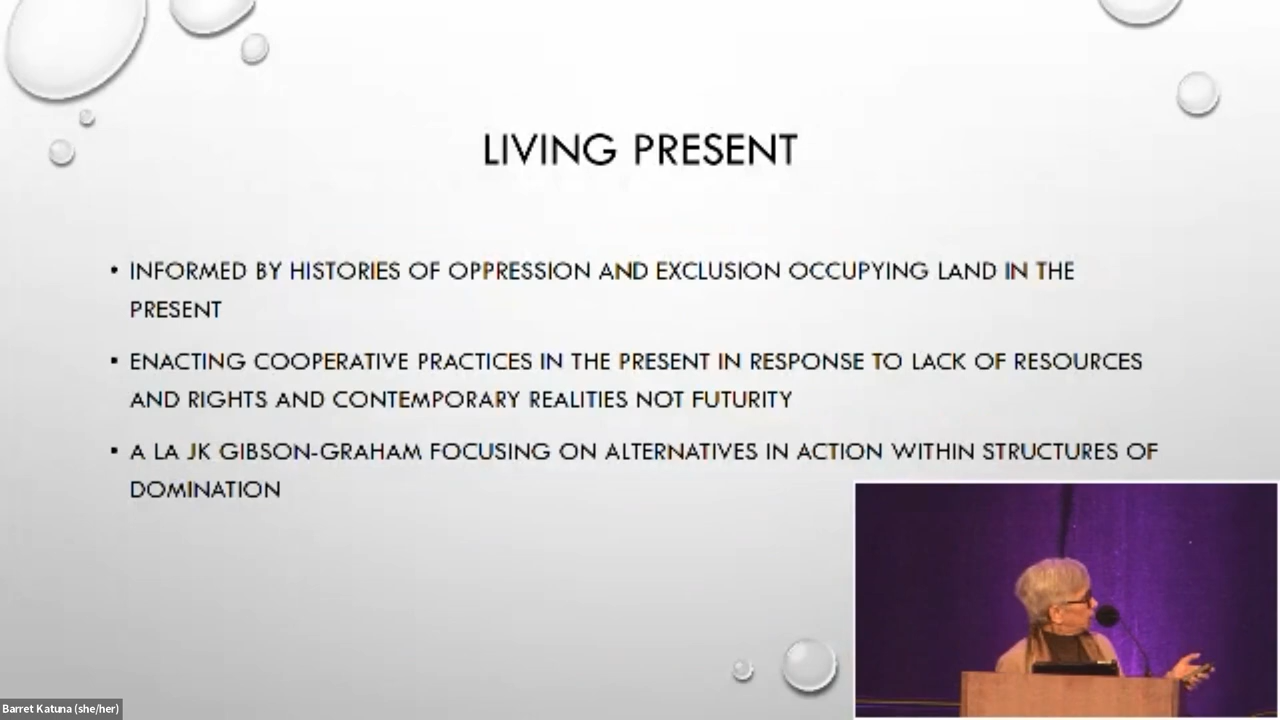 LIVING PRESENT
• INFORMED BY HISTORIES OF OPPRESSION AND EXCLUSION OCCUPYING LAND IN THE
PRESENT
• ENACTING COOPERATIVE PRACTICES IN THE PRESENT IN RESPONSE TO LACK OF RESOURCES
AND RIGHTS AND CONTEMPORARY REALITIES NOT FUTURITY
• A LA JK GIBSON-GRAHAM FOCUSING ON ALTERNATIVES IN ACTION WITHIN STRUCTURES OF
DOMINATION
Barret Katuna (she/her)